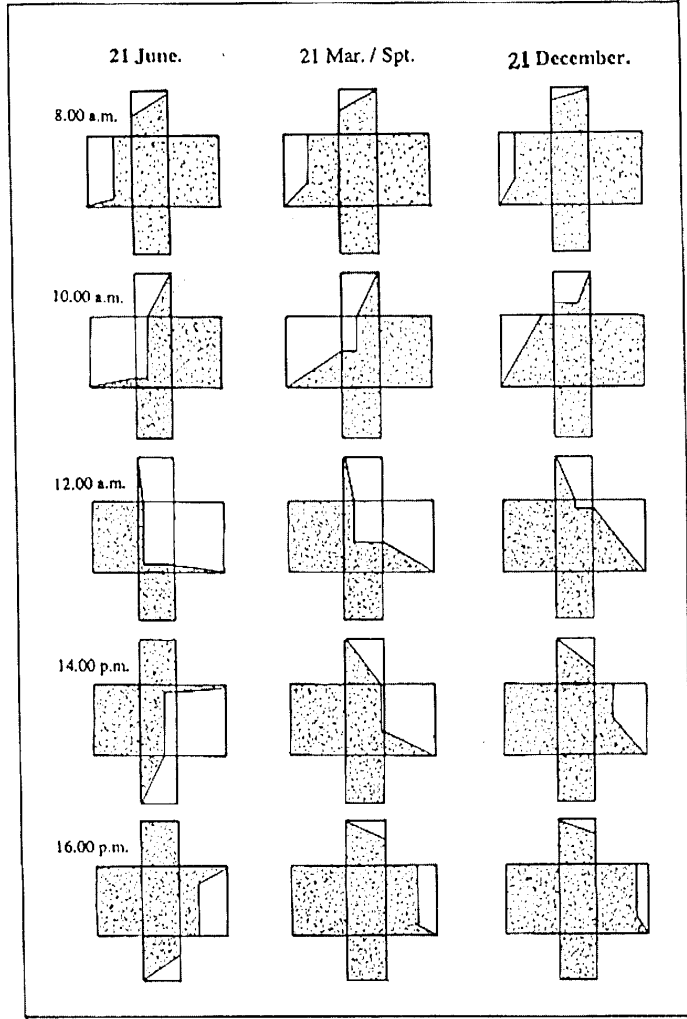 21 June. 21 Mar. / Spt. 21 December.
8.00 a.m.
10.00 a.m.
12.00 a.m.
14.00 p.m.
16.00 p.m.